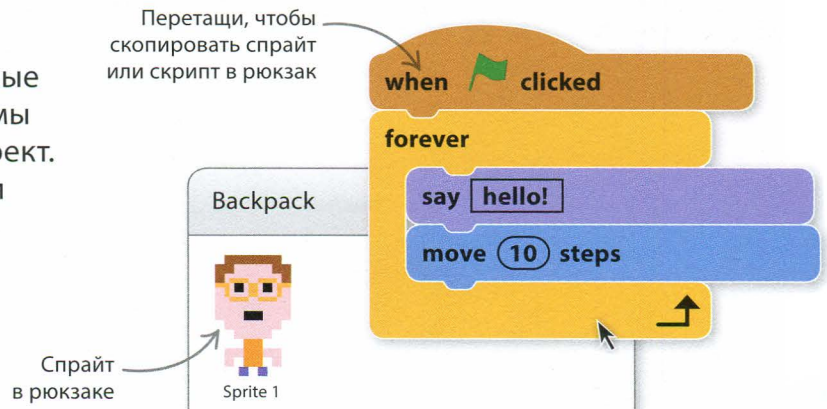 Перетащи, чтобы
скопировать спрайт
или скрипт в рюкзак
when clicked
forever
say hello!
move 10 steps
Backpack
Sprite 1
Спрайт
в рюкзаке